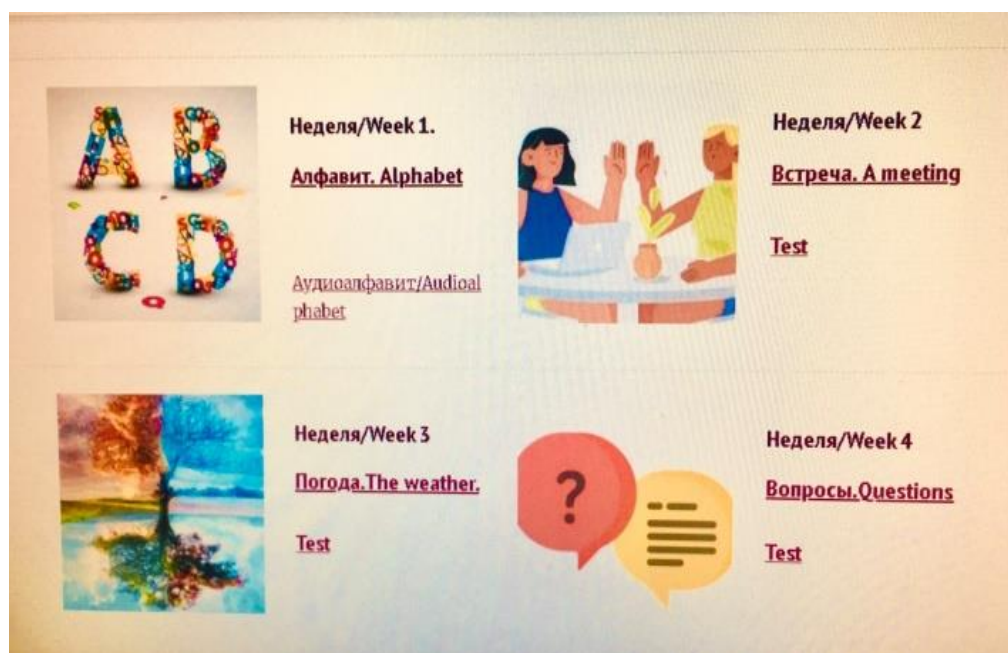 A B
C D
Неделя/Week 1.
Алфавит. Alphabet
Аудиоалфавит/Audioal
phabet
Неделя/Week 2
Встреча. A meeting
Test
Неделя/Week 3
Погода.The weather.
Test
?
Неделя/Week 4
Вопросы.Questions
Test